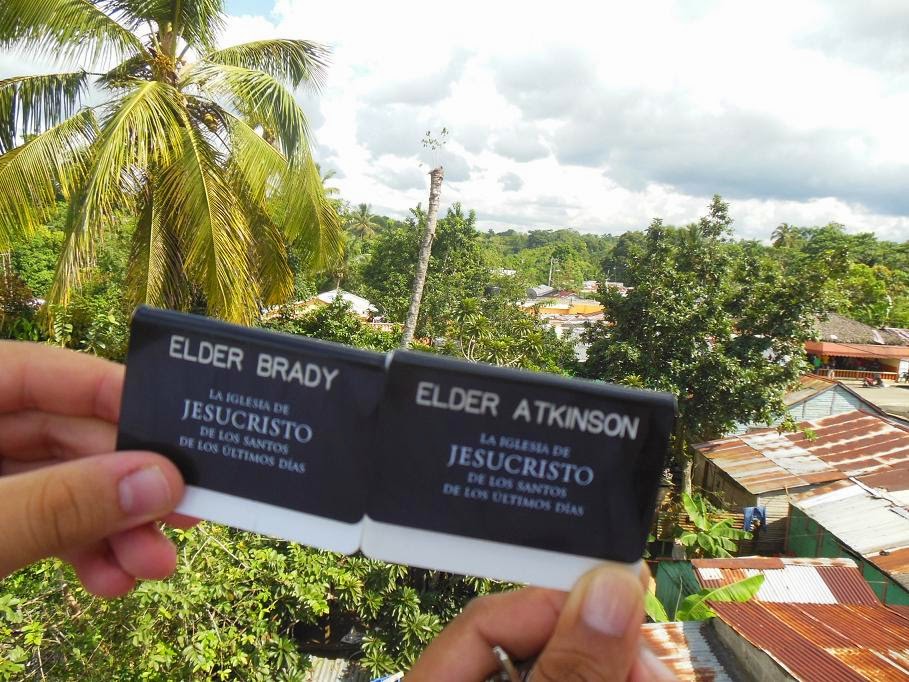 ELDER BRADY
LA IGLESIA DE
JESUCRISTO
DE LOS SANTOS
DE LOS ÚLTIMOS DÍAS
ELDER ATKINSON
LA IGLESIA DE
JESUCRISTO
DE LOS SANTOS
DE LOS ÚLTIMOS DÍAS